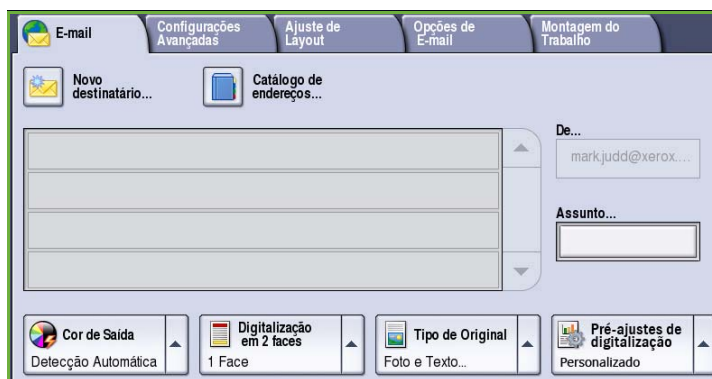 E-mail
Configurações
Avançadas
Ajuste de
Layout
Opções de
E-mail
Montagem do
Trabalho
Novo
destinatário...
Catálogo de
endereços...
De...
mark.judd@xerox....
Assunto...
Cor de Saída
Detecção Automática
Digitalização
em 2 faces
1 Face
Tipo de Original
Foto e Texto...
Pré-ajustes de
digitalização
Personalizado